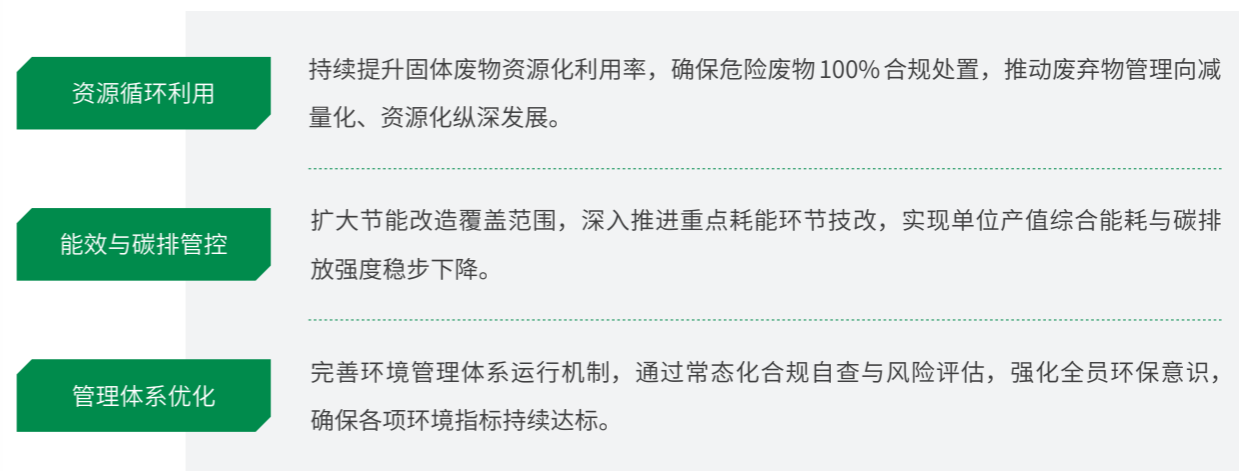 资源循环利用
持续提升固体废物资源化利用率，确保危险废物100%合规处置，推动废弃物管理向减
量化、资源化纵深发展。
能效与碳排管控
扩大节能改造覆盖范围，深入推进重点耗能环节技改，实现单位产值综合能耗与碳排
放强度稳步下降。
管理体系优化
完善环境管理体系运行机制，通过常态化合规自查与风险评估，强化全员环保意识，
确保各项环境指标持续达标。